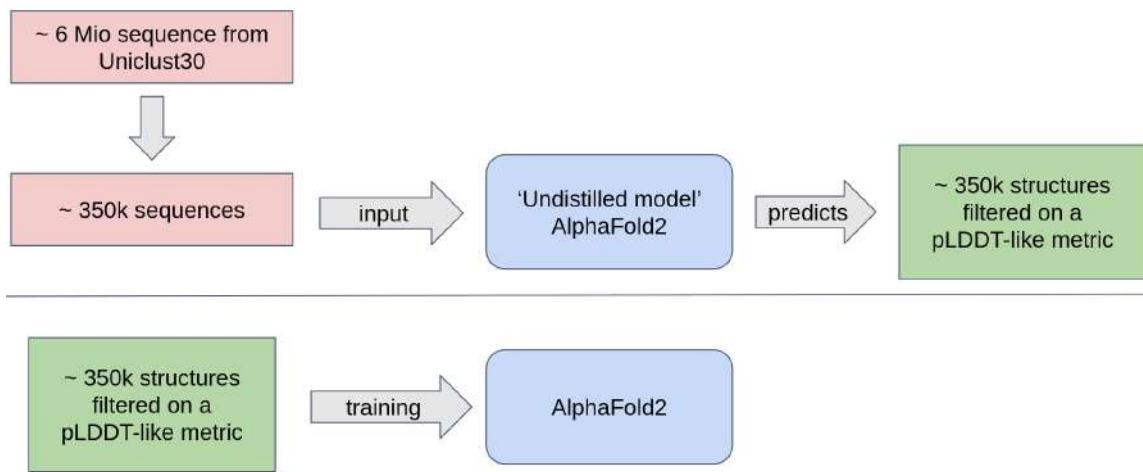 ~ 6 Mio sequence from
Uniclust30
~ 350k sequences
input
‘Undistilled model’
AlphaFold2
predicts
~ 350k structures
filtered on a
pLDDT-like metric
~ 350k structures
filtered on a
pLDDT-like metric
training
AlphaFold2